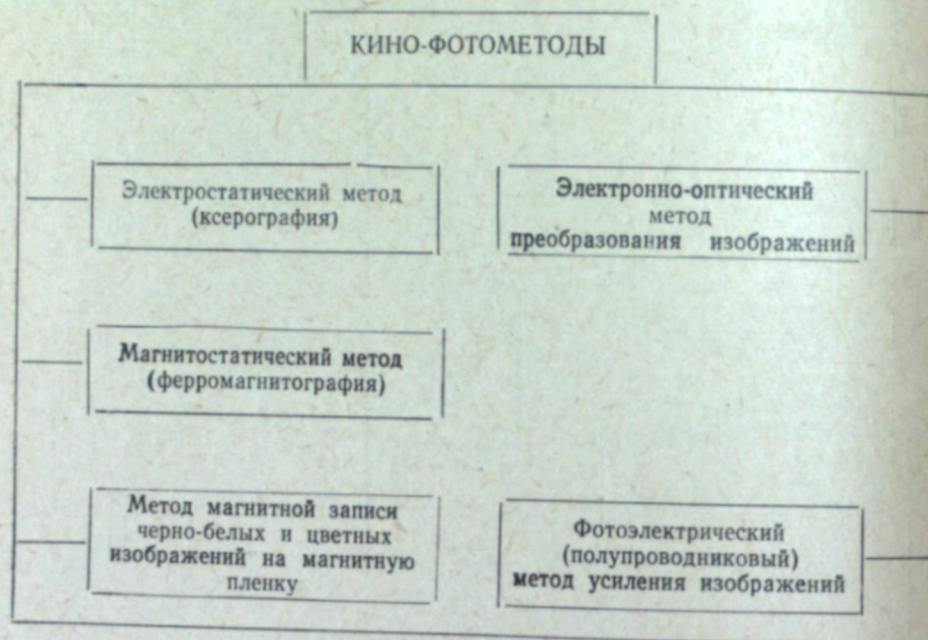 КИНО-ФОТОМЕТОДЫ
Электростатический метод
(ксерография)
Электронно-оптический
метод
преобразования изображений
Магнитостатический метод
(ферромагнитография)
Метод магнитной записи
черно-белых и цветных
изображений на магнитную
пленку
Фотоэлектрический
(полупроводниковый)
метод усиления изображений